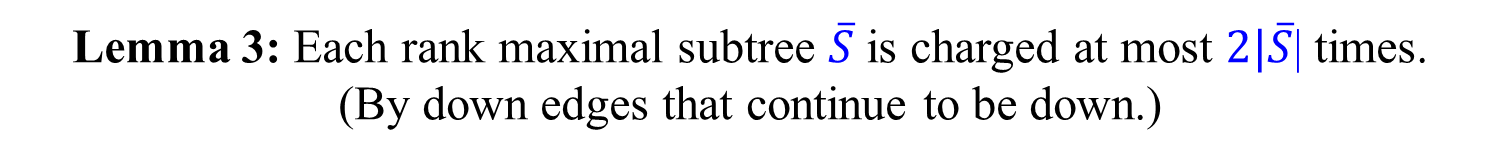 Lemma 3: Each rank maximal subtree S̄ is charged at most 2|S̄| times.
(By down edges that continue to be down.)